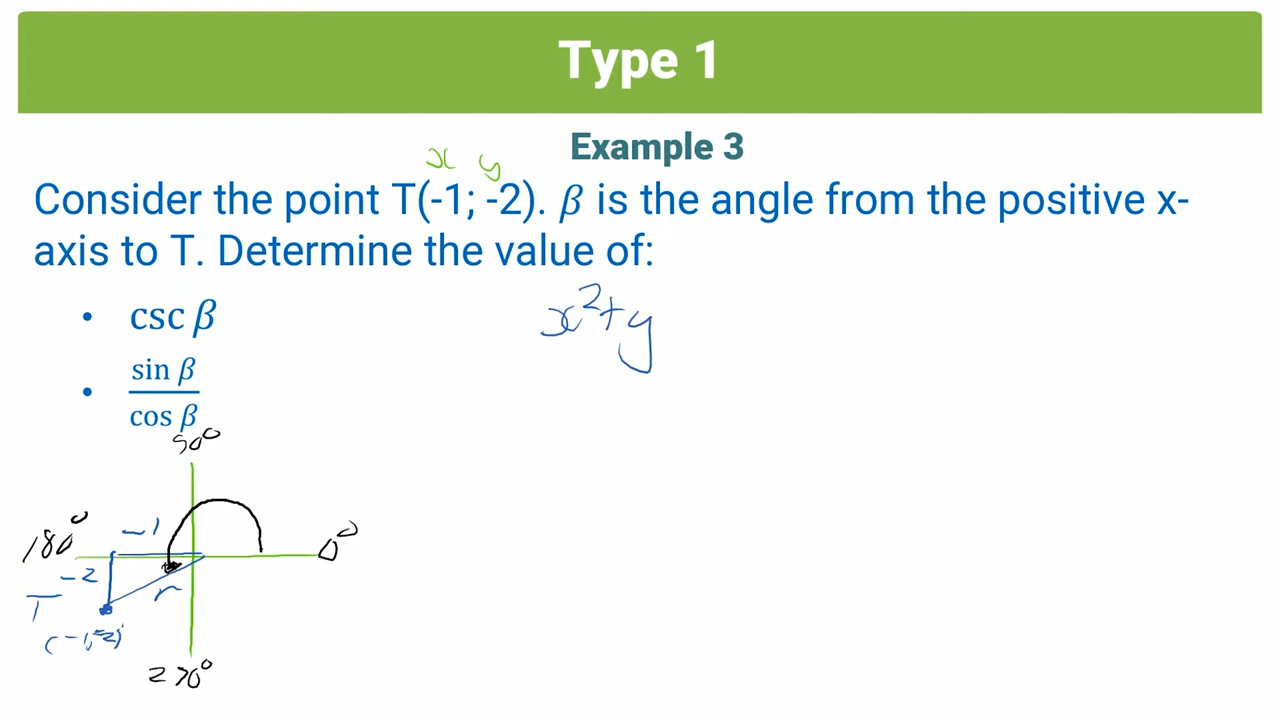 Type 1
Example 3
x y
Consider the point T(-1; -2). β is the angle from the positive x-
axis to T. Determine the value of:
• csc β
x²+y
• sin β
cos β
90°
180°
-1
0°
-2
r
T
(-1;-2)
270°